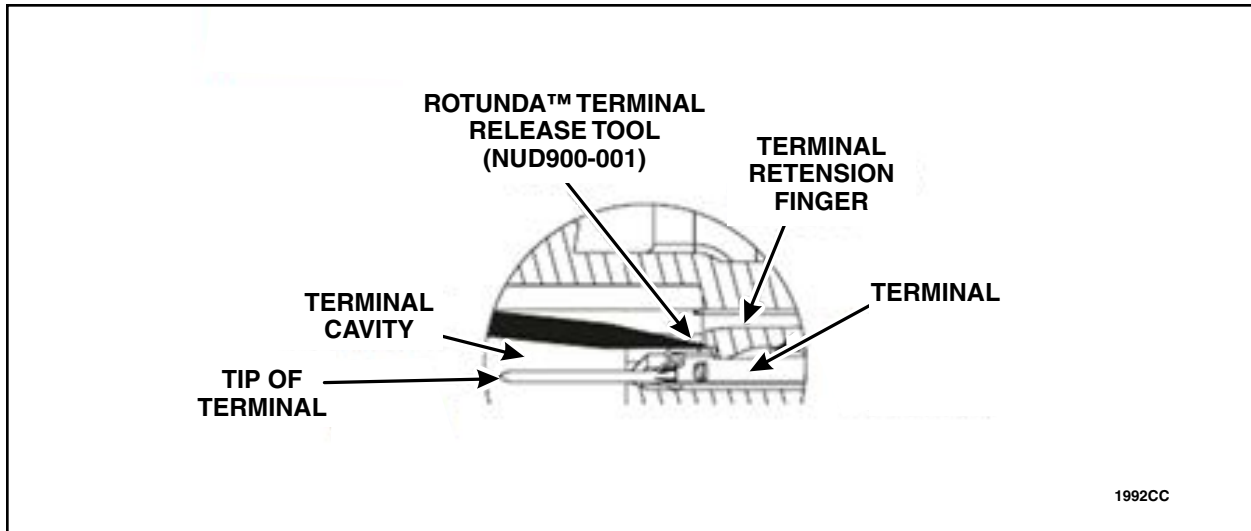 ROTUNDA™ TERMINAL
RELEASE TOOL
(NUD900-001)
TERMINAL
RETENSION
FINGER
TERMINAL
CAVITY
TERMINAL
TIP OF
TERMINAL
1992CC